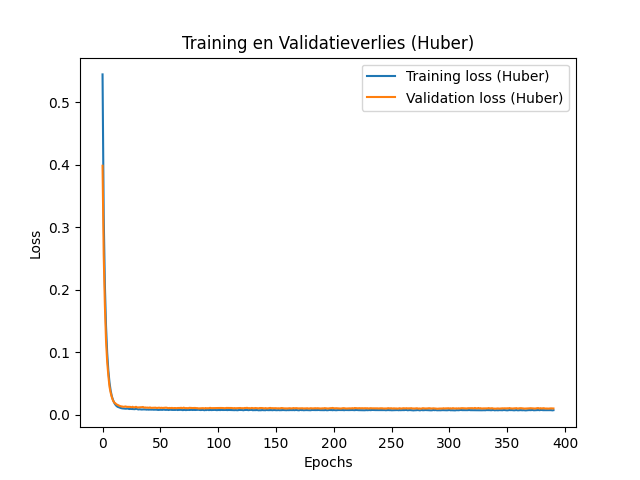 Training en Validatieverlies (Huber)
Training loss (Huber)
Validation loss (Huber)
Loss
0.5
0.4
0.3
0.2
0.1
0.0
0 50 100 150 200 250 300 350 400
Epochs